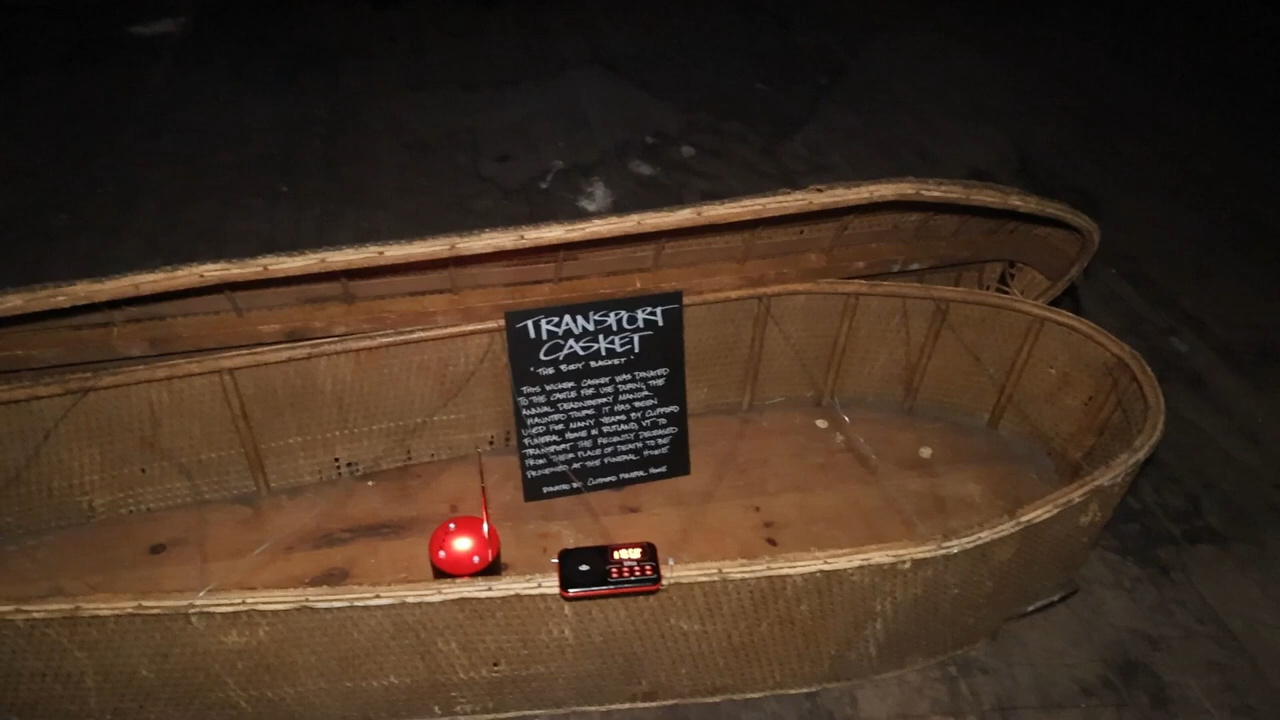 TRANSPORT
CASKET
"THE BODY BASKET"
THIS WICKER CASKET WAS DONATED
TO THE CASTLE FOR USE DURING THE
ANNUAL DEADNBERRY MANOR
HAUNTED TOURS. IT HAS BEEN
USED FOR MANY YEARS BY CLIFFORD
FUNERAL HOME IN RUTLAND, VT TO
TRANSPORT THE RECENTLY DECEASED
FROM THEIR PLACE OF DEATH TO BE
PROCESSED AT THE FUNERAL HOME
DONATED BY: CLIFFORD FUNERAL HOME